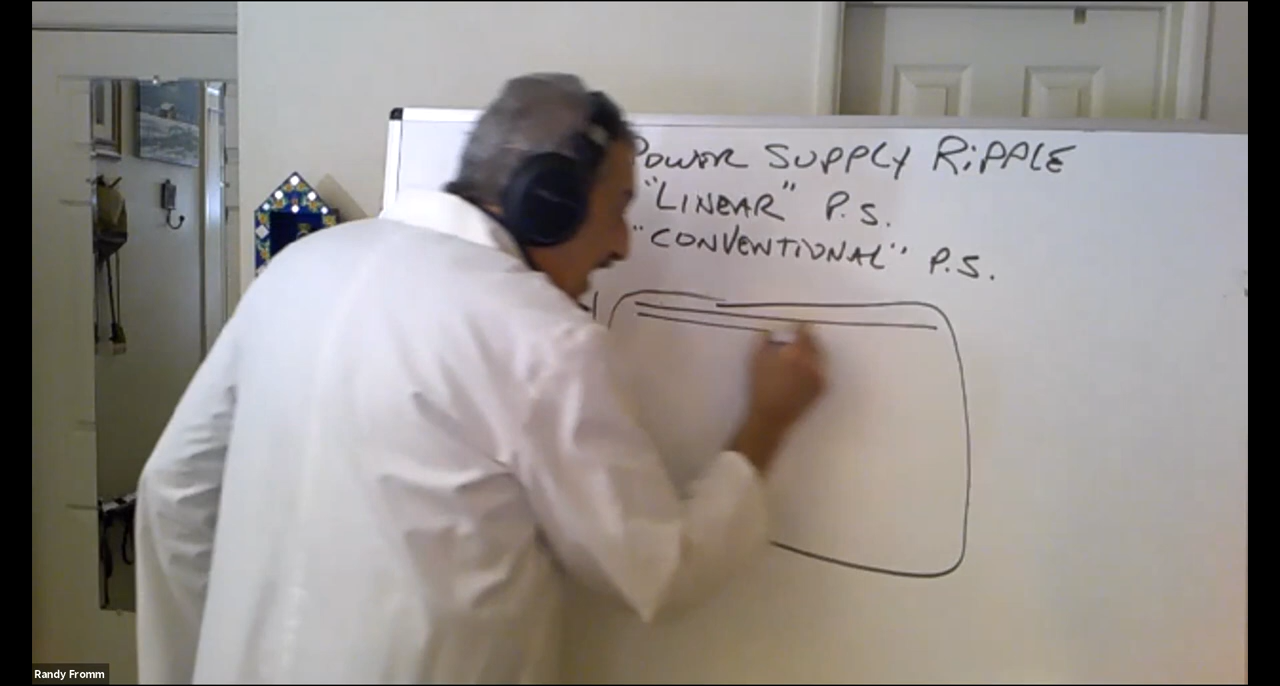 POWER SUPPLY RiPPLE
"LINEAR" P.S.
"CONVENTIONAL" P.S.
Randy Fromm